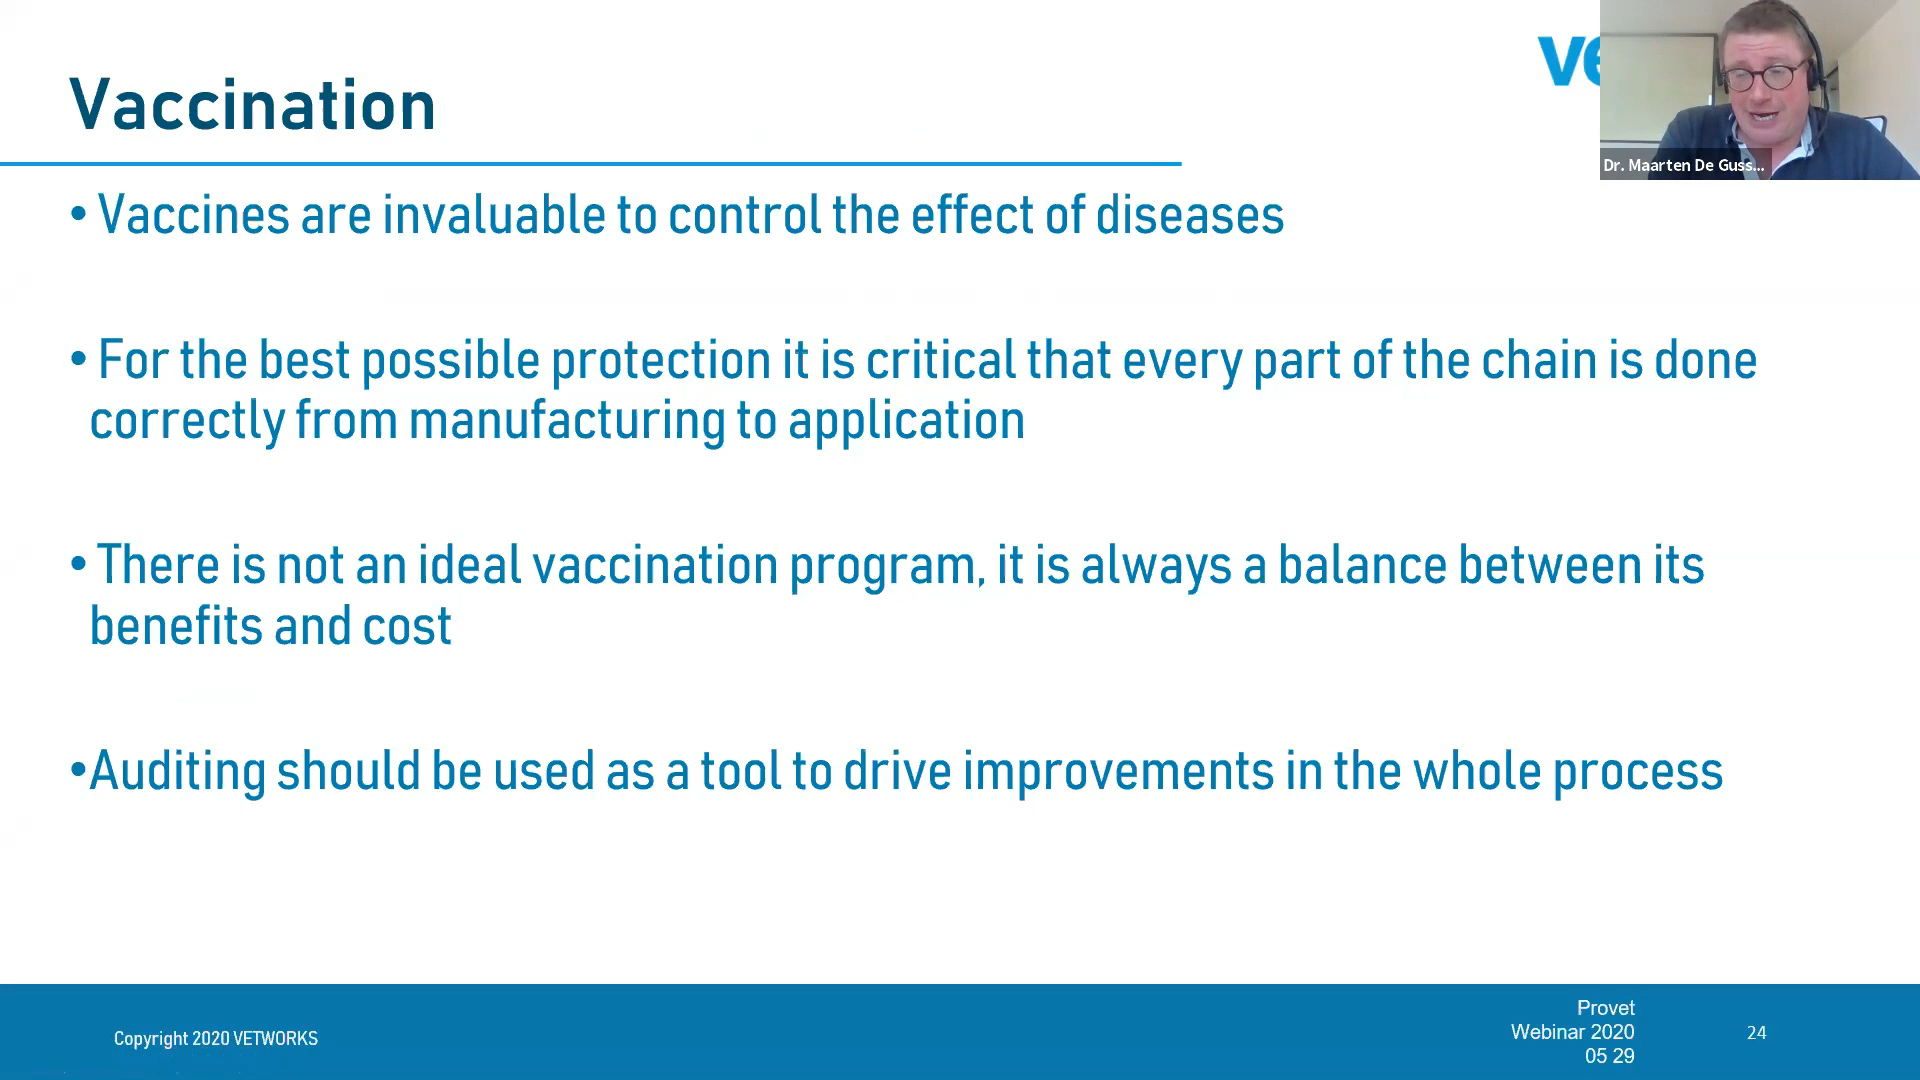 Vaccination
ve
Dr. Maarten De Guss...
• Vaccines are invaluable to control the effect of diseases
• For the best possible protection it is critical that every part of the chain is done
correctly from manufacturing to application
• There is not an ideal vaccination program, it is always a balance between its
benefits and cost
•Auditing should be used as a tool to drive improvements in the whole process
Copyright 2020 VETWORKS
Provet
Webinar 2020
05 29
24